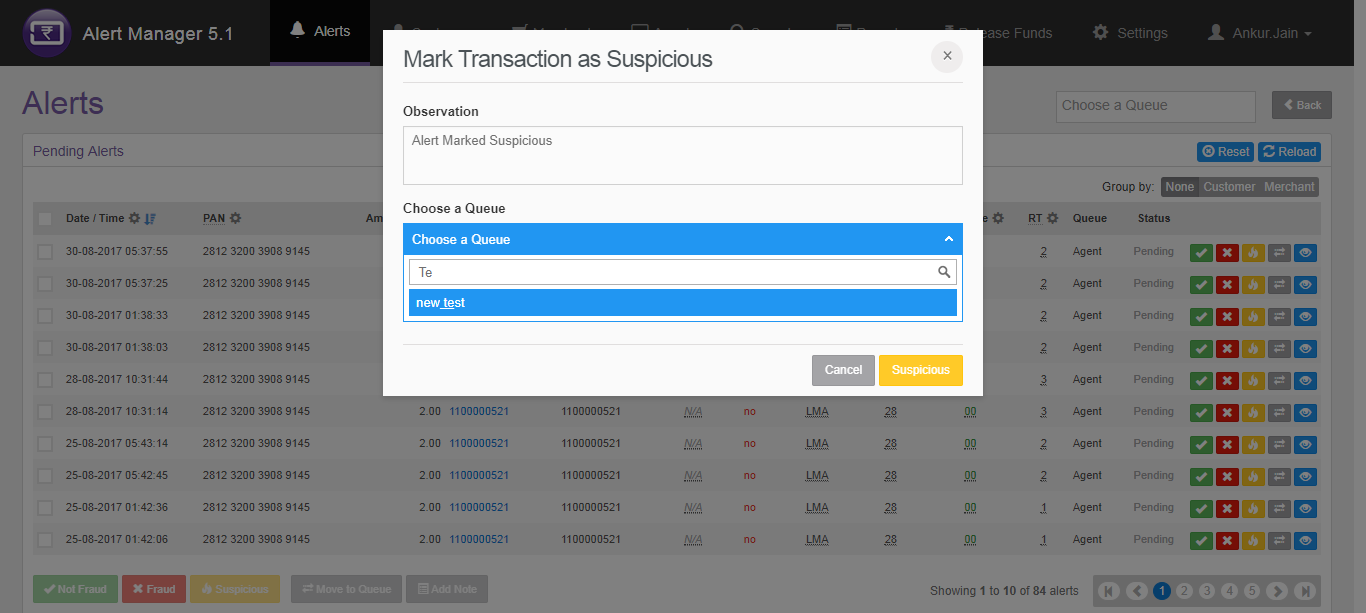 Alert Manager 5.1
Alerts
Release Funds
Settings
Ankur.Jain
Mark Transaction as Suspicious
×
Observation
Alert Marked Suspicious
Choose a Queue
Choose a Queue
Te
new test
Cancel
Suspicious
Alerts
Choose a Queue
Back
Pending Alerts
Reset
Reload
Group by: None Customer Merchant
Date / Time PAN Am RT Queue Status
30-08-2017 05:37:55 2812 3200 3908 9145 2 Agent Pending
30-08-2017 05:37:25 2812 3200 3908 9145 2 Agent Pending
30-08-2017 01:38:33 2812 3200 3908 9145 2 Agent Pending
30-08-2017 01:38:03 2812 3200 3908 9145 2 Agent Pending
28-08-2017 10:31:44 2812 3200 3908 9145 3 Agent Pending
28-08-2017 10:31:14 2812 3200 3908 9145 2.00 1100000521 1100000521 N/A no LMA 28 00 3 Agent Pending
25-08-2017 05:43:14 2812 3200 3908 9145 2.00 1100000521 1100000521 N/A no LMA 28 00 2 Agent Pending
25-08-2017 05:42:45 2812 3200 3908 9145 2.00 1100000521 1100000521 N/A no LMA 28 00 2 Agent Pending
25-08-2017 01:42:36 2812 3200 3908 9145 2.00 1100000521 1100000521 N/A no LMA 28 00 1 Agent Pending
25-08-2017 01:42:06 2812 3200 3908 9145 2.00 1100000521 1100000521 N/A no LMA 28 00 1 Agent Pending
Not Fraud Fraud Suspicious Move to Queue Add Note
Showing 1 to 10 of 84 alerts 1 2 3 4 5